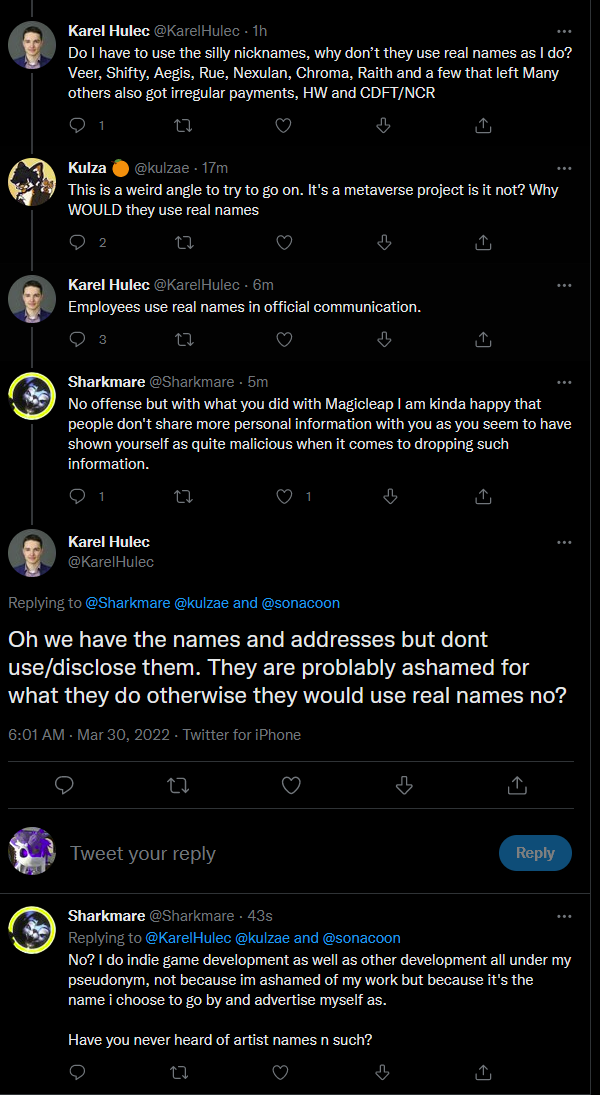 Karel Hulec @KarelHulec · 1h
Do I have to use the silly nicknames, why don’t they use real names as I do?
Veer, Shifty, Aegis, Rue, Nexulan, Chroma, Raith and a few that left Many
others also got irregular payments, HW and CDFT/NCR
1
Kulza 🍊 @kulzae · 17m
This is a weird angle to try to go on. It's a metaverse project is it not? Why
WOULD they use real names
2
Karel Hulec @KarelHulec · 6m
Employees use real names in official communication.
3
Sharkmare @Sharkmare · 5m
No offense but with what you did with Magicleap I am kinda happy that
people don't share more personal information with you as you seem to have
shown yourself as quite malicious when it comes to dropping such
information.
1 1
Karel Hulec
@KarelHulec
Replying to @Sharkmare @kulzae and @sonacoon
Oh we have the names and addresses but dont
use/disclose them. They are problably ashamed for
what they do otherwise they would use real names no?
6:01 AM · Mar 30, 2022 · Twitter for iPhone
Tweet your reply
Reply
Sharkmare @Sharkmare · 43s
Replying to @KarelHulec @kulzae and @sonacoon
No? I do indie game development as well as other development all under my
pseudonym, not because im ashamed of my work but because it's the
name i choose to go by and advertise myself as.
Have you never heard of artist names n such?